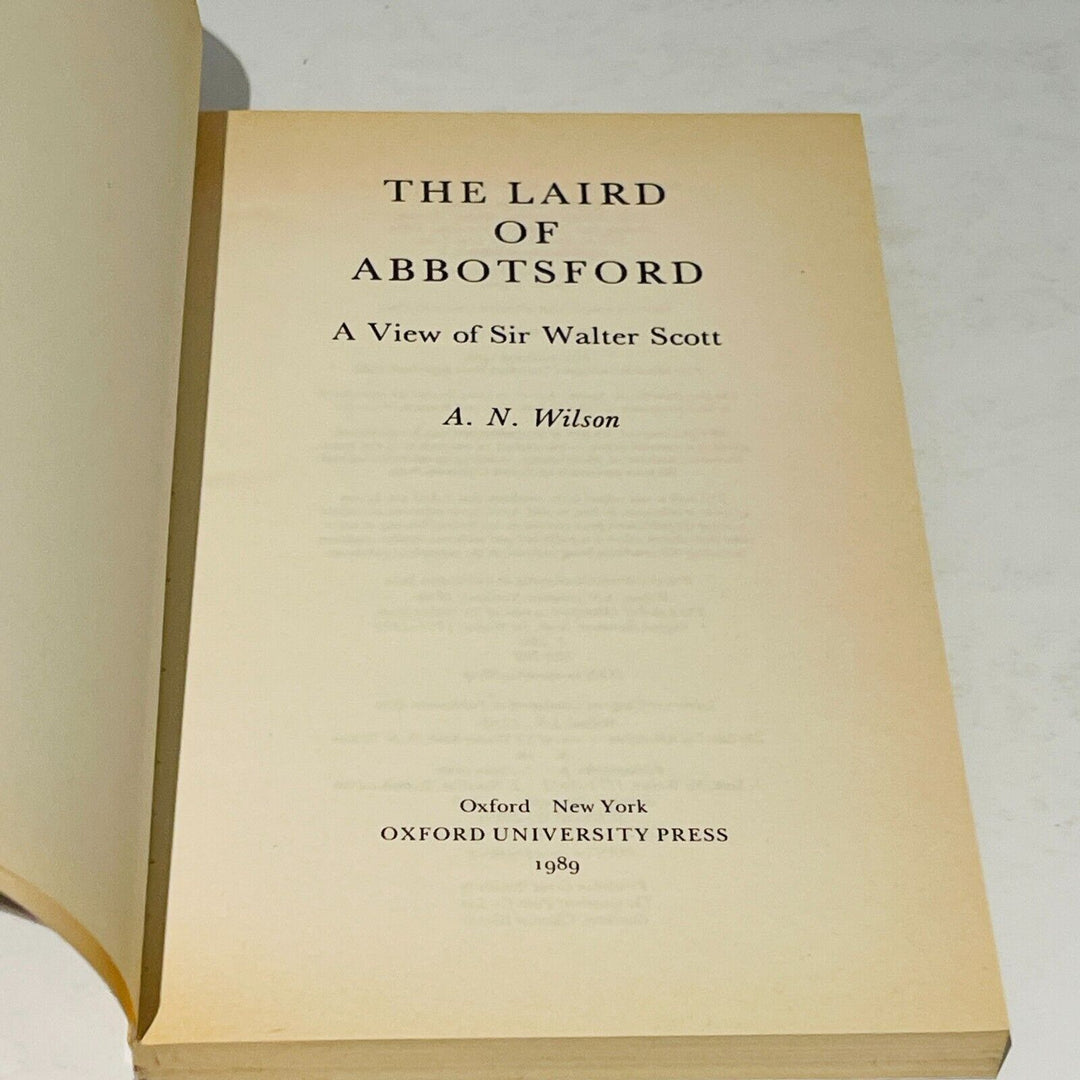 THE LAIRD
OF
ABBOTSFORD
A View of Sir Walter Scott
A. N. Wilson
Oxford New York
OXFORD UNIVERSITY PRESS
1989